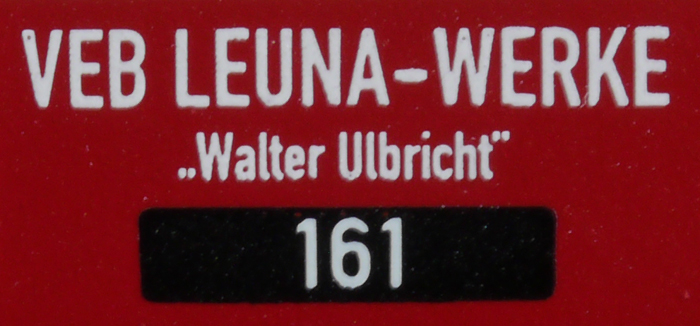 VEB LEUNA-WERKE
„Walter Ulbricht”
161